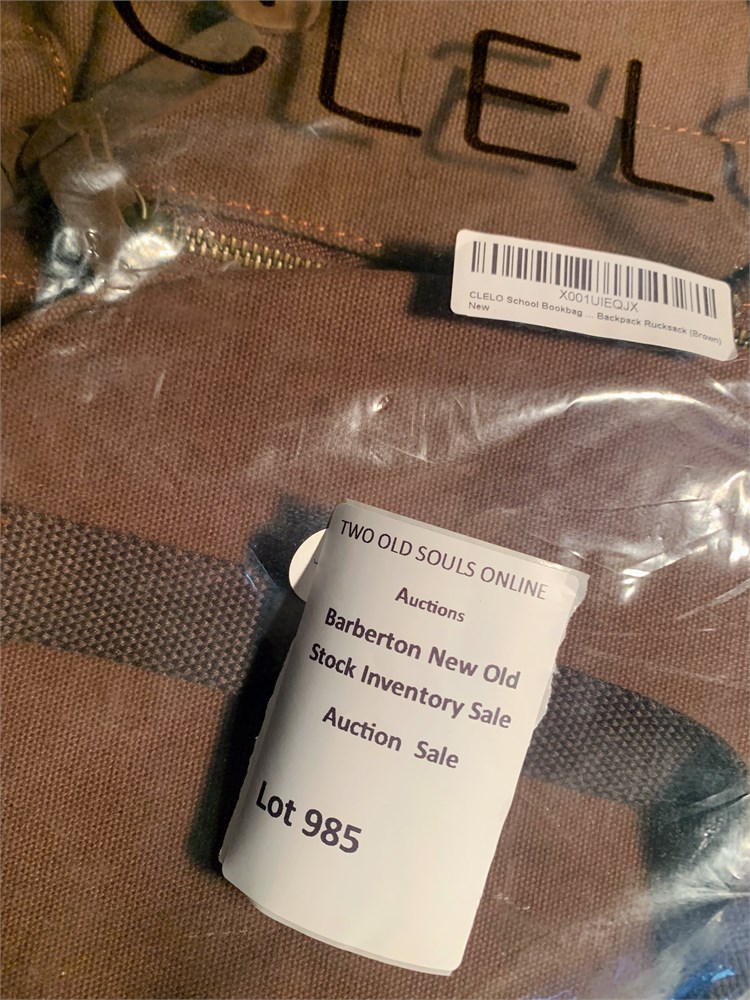 CLELO
X001UIEQJX
CLELO School Bookbag ... Backpack Rucksack (Brown)
New
TWO OLD SOULS ONLINE
Auctions
Barberton New Old
Stock Inventory Sale
Auction Sale
Lot 985